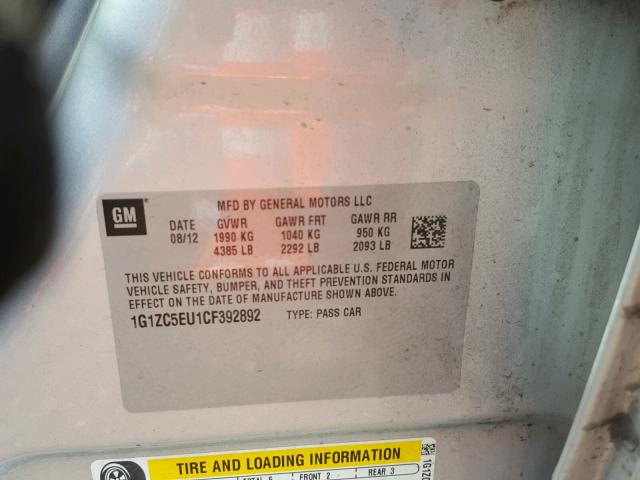 GM
MFD BY GENERAL MOTORS LLC
DATE GVWR GAWR FRT GAWR RR
08/12 1990 KG 1040 KG 950 KG
4385 LB 2292 LB 2093 LB
THIS VEHICLE CONFORMS TO ALL APPLICABLE U.S. FEDERAL MOTOR
VEHICLE SAFETY, BUMPER, AND THEFT PREVENTION STANDARDS IN
EFFECT ON THE DATE OF MANUFACTURE SHOWN ABOVE.
1G1ZC5EU1CF392892 TYPE: PASS CAR
TIRE AND LOADING INFORMATION
TOTAL 5 FRONT 2 REAR 3
1G1ZC